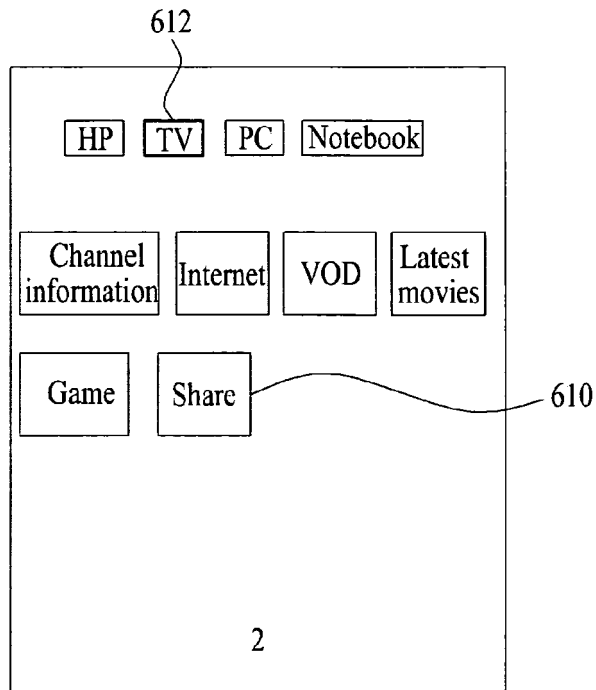 612
HP TV PC Notebook
Channel information
Internet
VOD
Latest movies
Game
Share
610
2